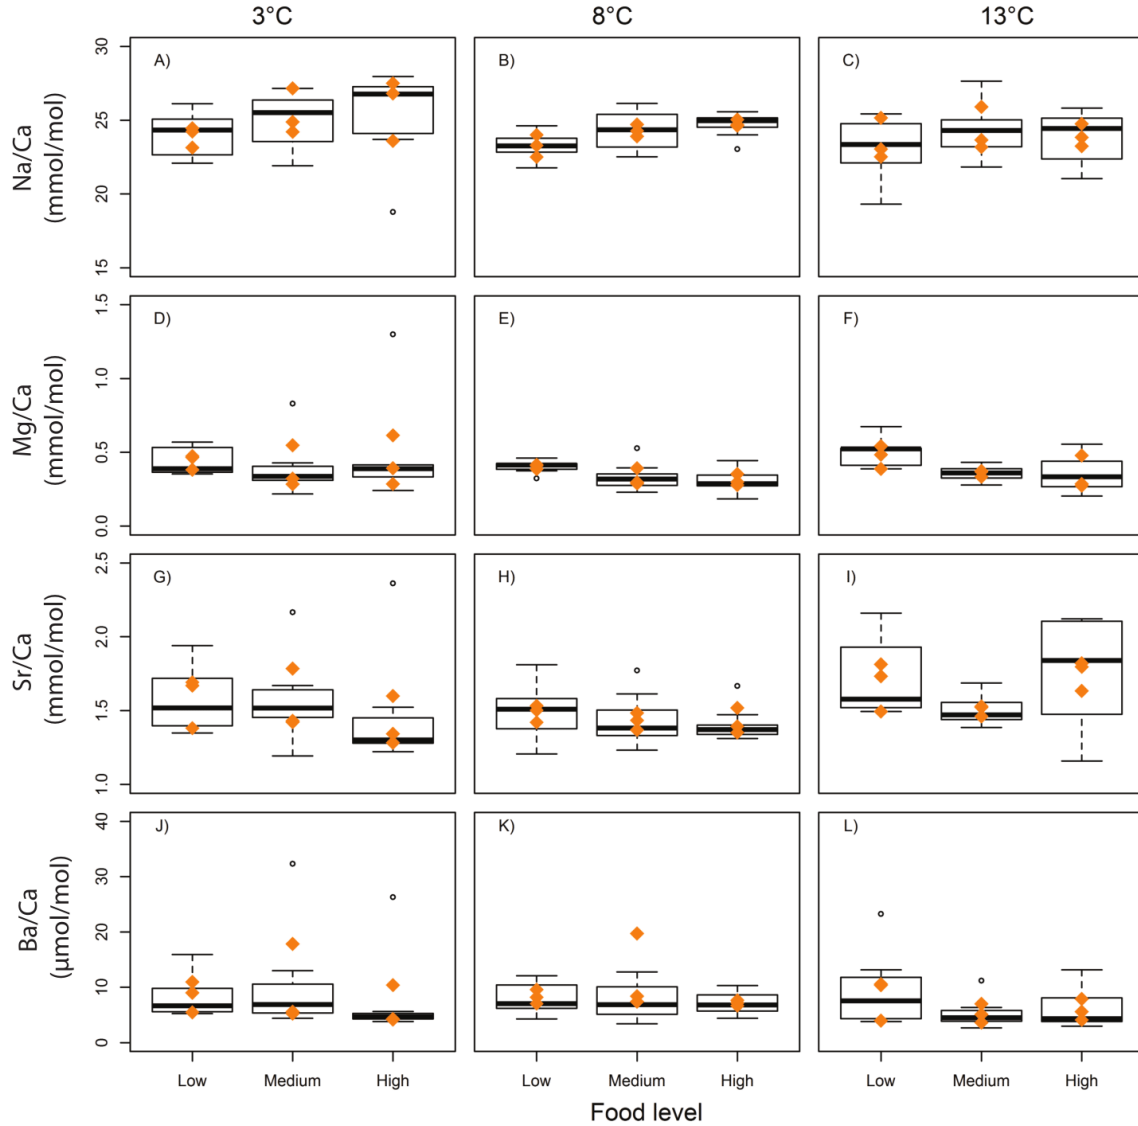 3°C 8°C 13°C
Na/Ca
(mmol/mol)
30
25
20
15
A) B) C)
Mg/Ca
(mmol/mol)
1.5
1.0
0.5
0.0
D) E) F)
Sr/Ca
(mmol/mol)
2.5
2.0
1.5
1.0
G) H) I)
Ba/Ca
(μmol/mol)
40
30
20
10
0
J) K) L)
Low Medium High Low Medium High Low Medium High
Food level